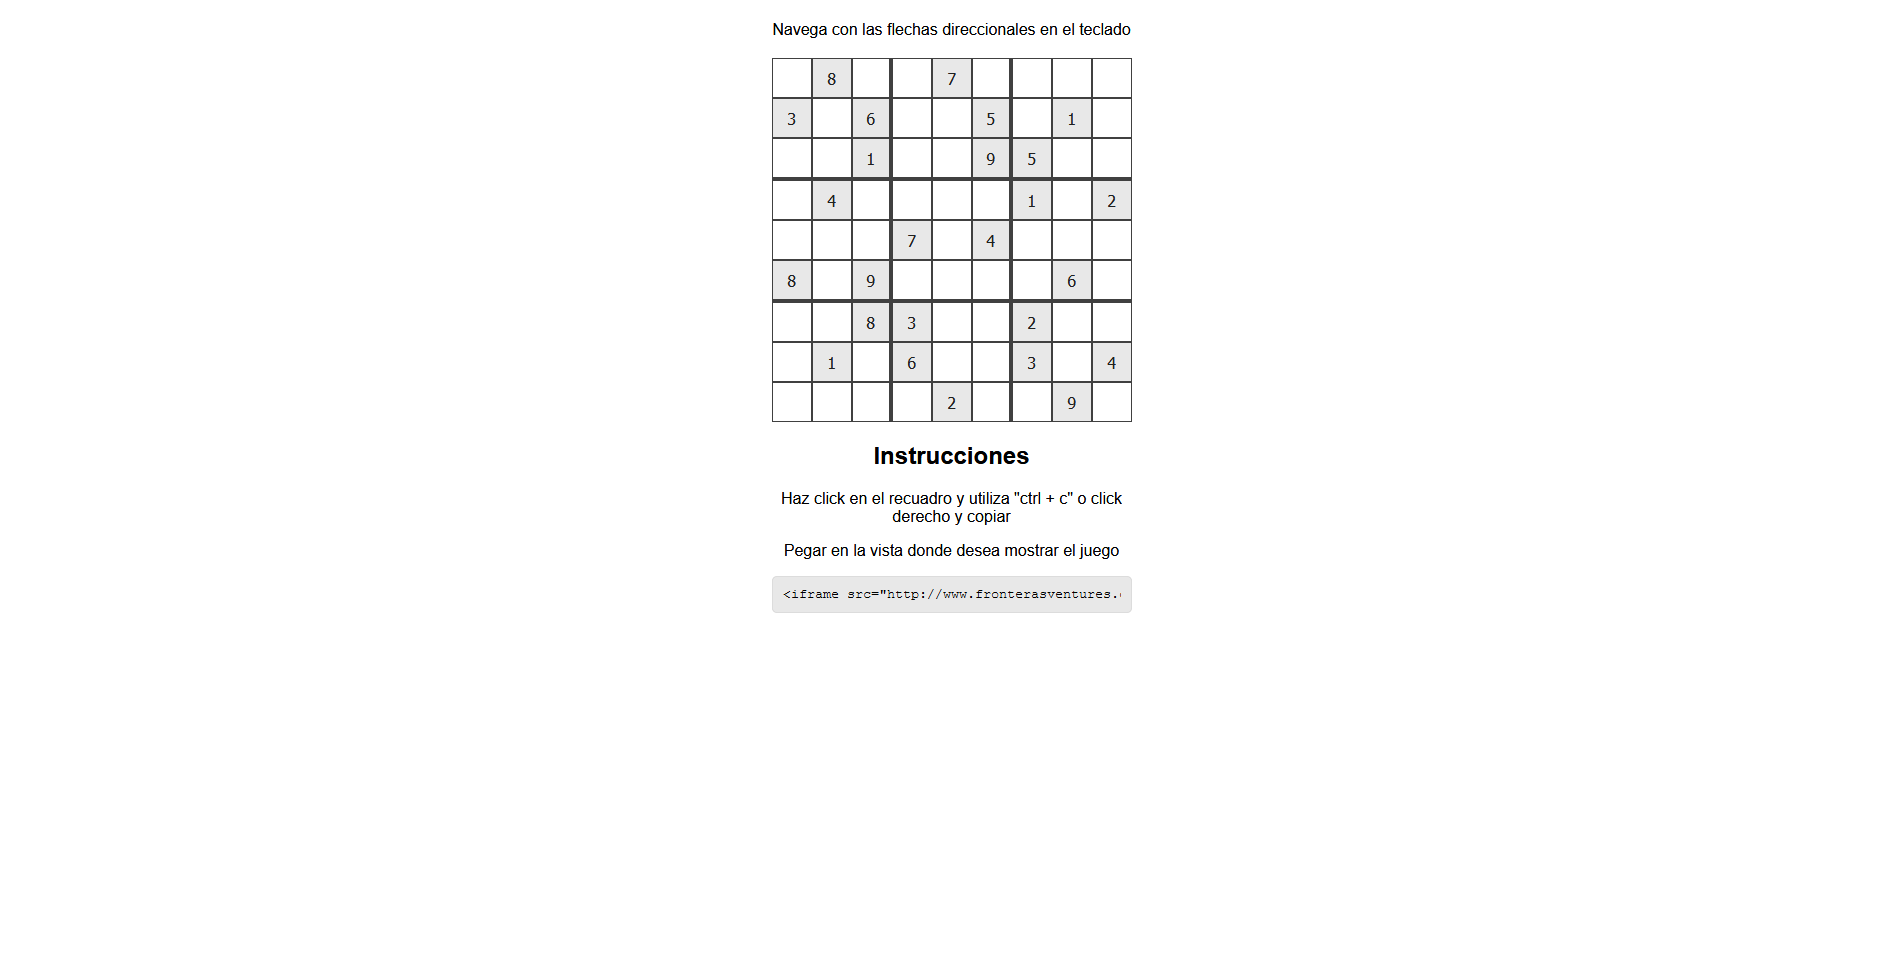 Navega con las flechas direccionales en el teclado
8 7
3 6 5 1
1 9 5
4 1 2
7 4
8 9 6
8 3 2
1 6 3 4
2 9
Instrucciones
Haz click en el recuadro y utiliza "ctrl + c" o click
derecho y copiar
Pegar en la vista donde desea mostrar el juego
<iframe src="http://www.fronterasventures.